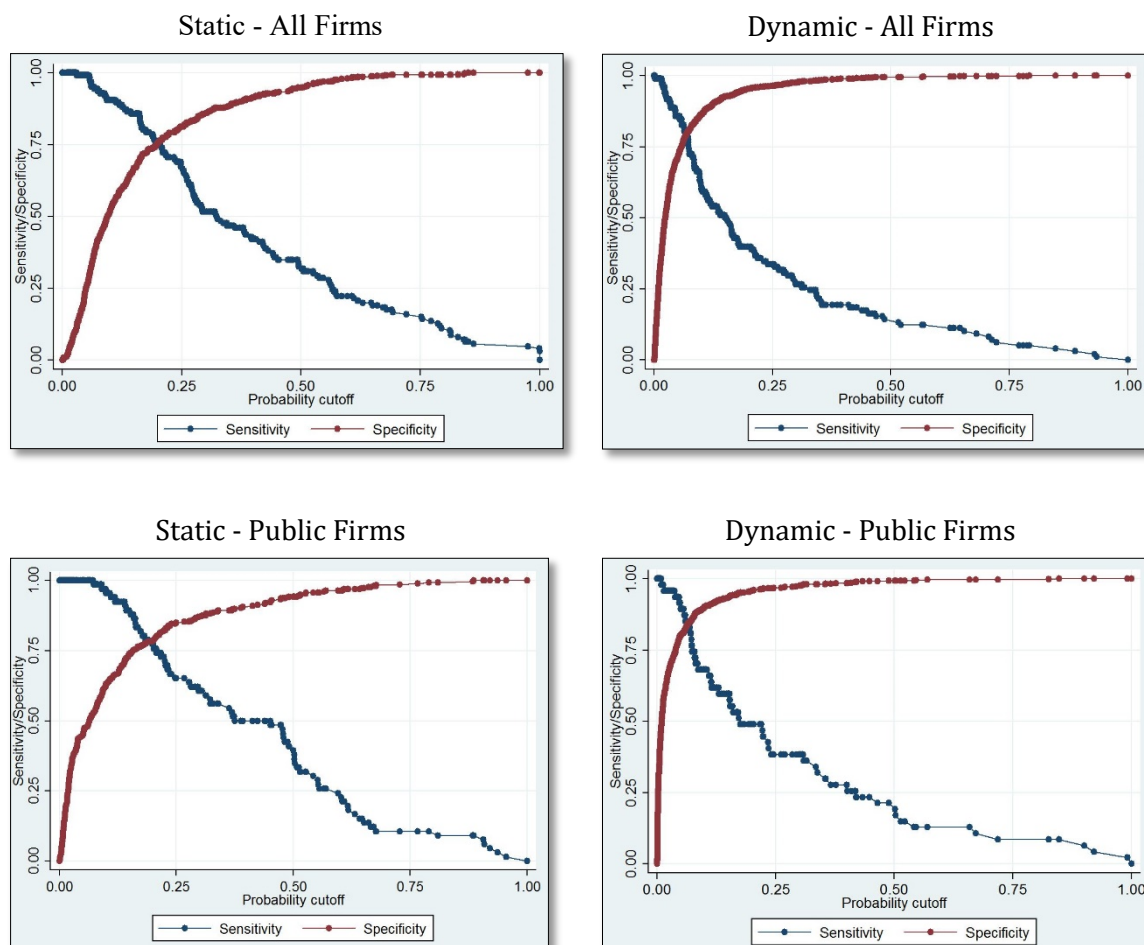 Static - All Firms
Sensitivity/Specificity
1.00
0.75
0.50
0.25
0.00
0.00 0.25 0.50 0.75 1.00
Probability cutoff
Sensitivity Specificity
Dynamic - All Firms
Sensitivity/Specificity
1.00
0.75
0.50
0.25
0.00
0.00 0.25 0.50 0.75 1.00
Probability cutoff
Sensitivity Specificity
Static - Public Firms
Sensitivity/Specificity
1.00
0.75
0.50
0.25
0.00
0.00 0.25 0.50 0.75 1.00
Probability cutoff
Sensitivity Specificity
Dynamic - Public Firms
Sensitivity/Specificity
1.00
0.75
0.50
0.25
0.00
0.00 0.25 0.50 0.75 1.00
Probability cutoff
Sensitivity Specificity